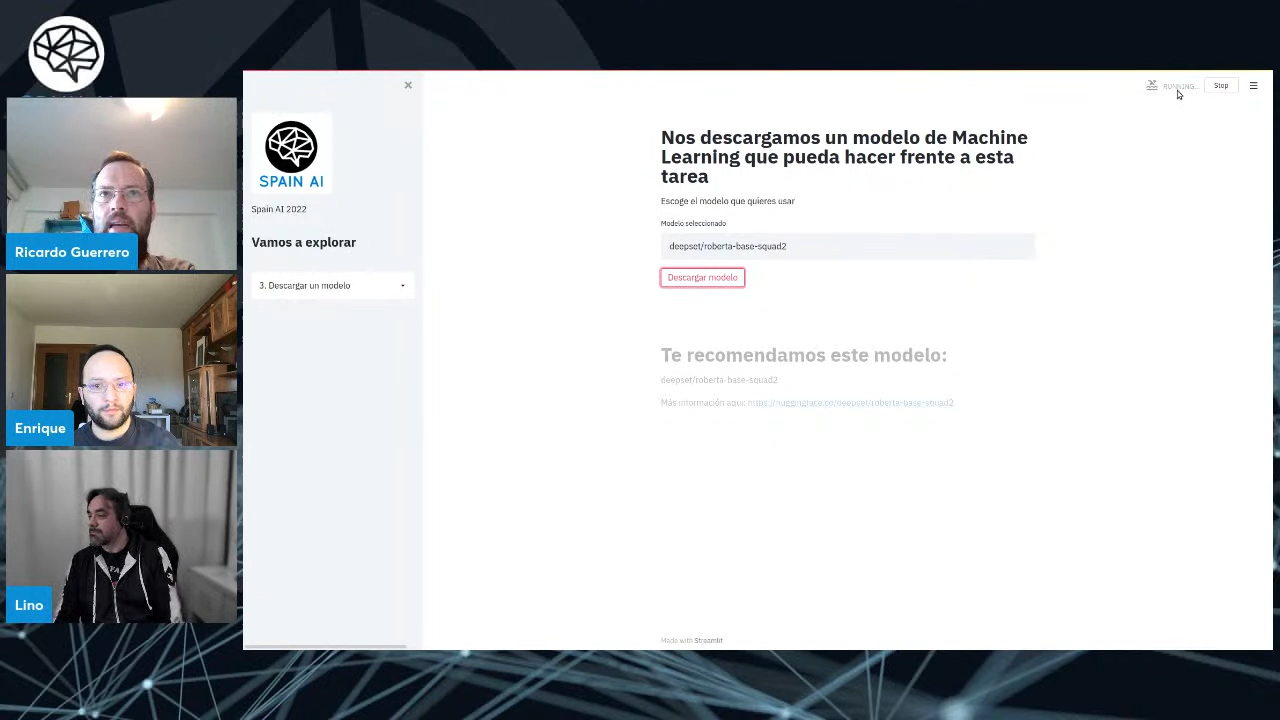 Ricardo Guerrero
Enrique
Lino
SPAIN AI
Spain AI 2022
Vamos a explorar
3. Descargar un modelo
RUNNING...
Stop
Nos descargamos un modelo de Machine
Learning que pueda hacer frente a esta
tarea
Escoge el modelo que quieres usar
Modelo seleccionado
deepset/roberta-base-squad2
Descargar modelo
Te recomendamos este modelo:
deepset/roberta-base-squad2
Más información aquí: https://huggingface.co/deepset/roberta-base-squad2
Made with Streamlit